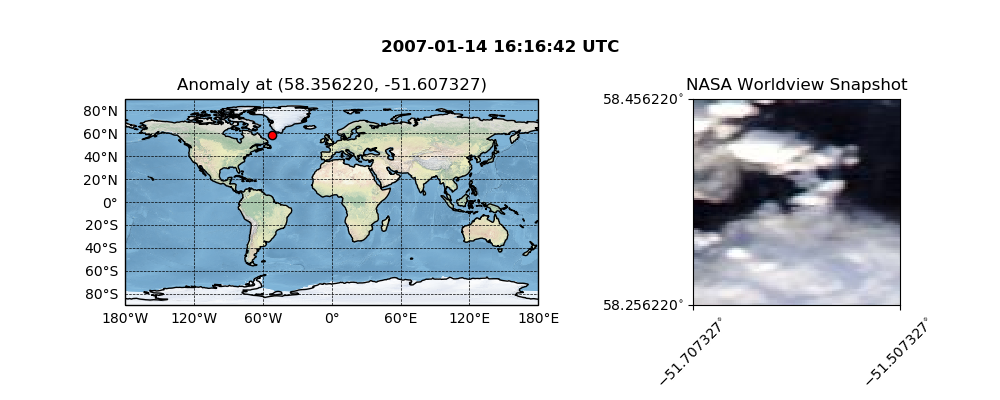 2007-01-14 16:16:42 UTC
Anomaly at (58.356220, -51.607327)
80°N
60°N
40°N
20°N
0°
20°S
40°S
60°S
80°S
180°W 120°W 60°W 0° 60°E 120°E 180°E
NASA Worldview Snapshot
58.456220°
58.256220°
−51.707327°
−51.507327°